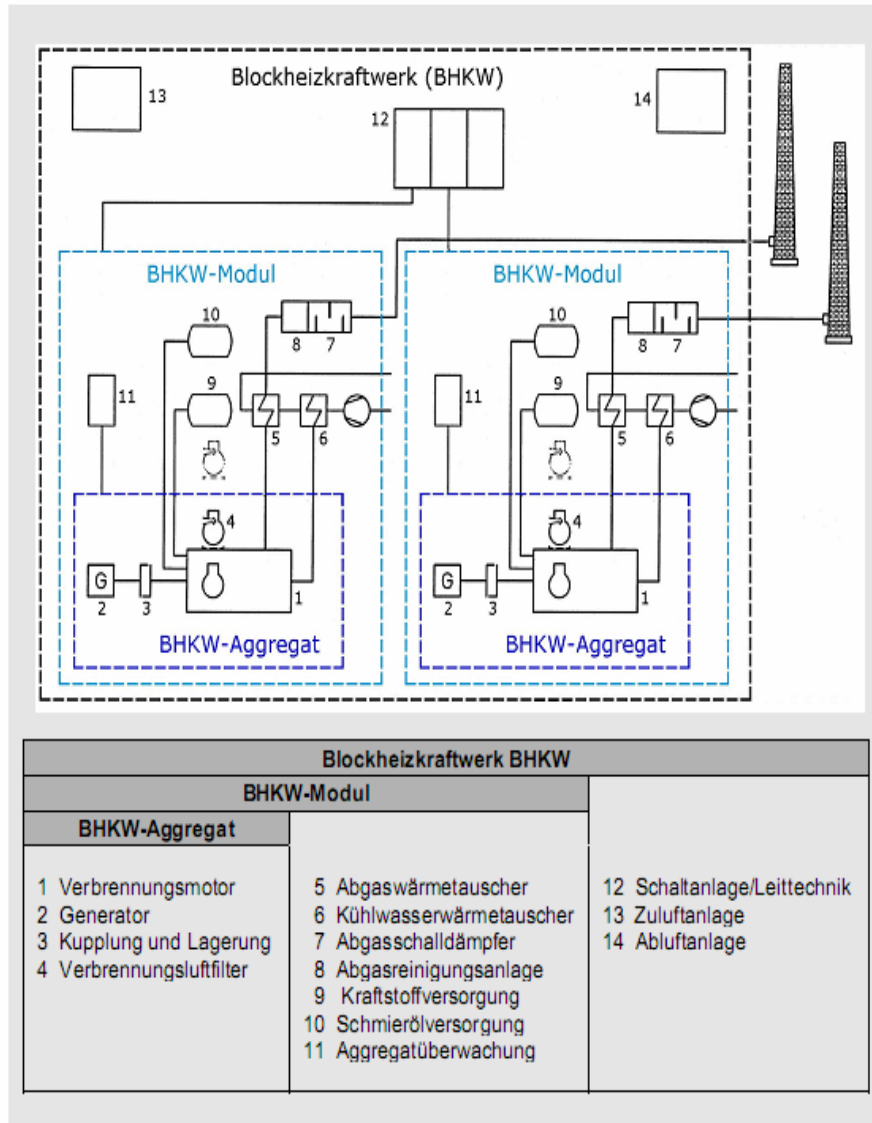 Blockheizkraftwerk (BHKW)
13
12
14
BHKW-Modul
BHKW-Modul
10
8 7
11
9
5 6
4
G
2 3 1
BHKW-Aggregat
10
8 7
11
9
5 6
4
G
2 3 1
BHKW-Aggregat
Blockheizkraftwerk BHKW
BHKW-Modul
BHKW-Aggregat
1 Verbrennungsmotor
2 Generator
3 Kupplung und Lagerung
4 Verbrennungsluftfilter
5 Abgaswärmetauscher
6 Kühlwasserwärmetauscher
7 Abgasschalldämpfer
8 Abgasreinigungsanlage
9 Kraftstoffversorgung
10 Schmierölversorgung
11 Aggregatüberwachung
12 Schaltanlage/Leittechnik
13 Zuluftanlage
14 Abluftanlage